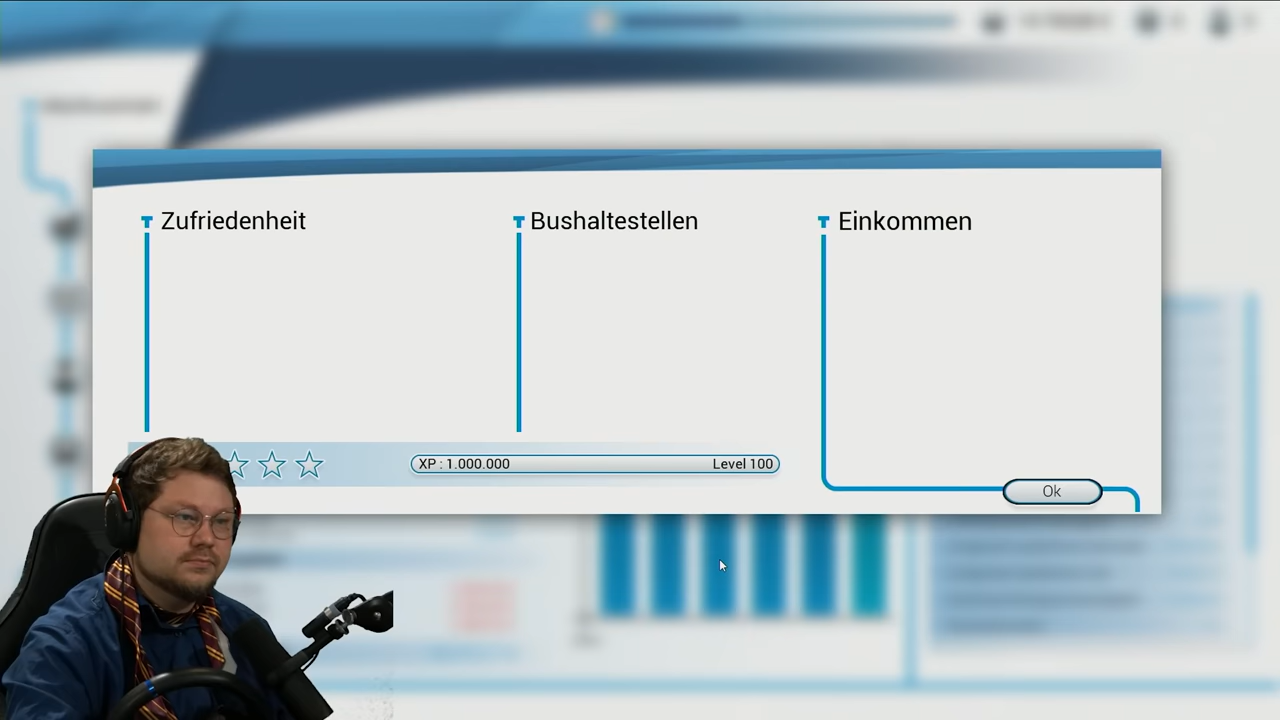 Zufriedenheit
Bushaltestellen
Einkommen
XP : 1.000.000
Level 100
Ok